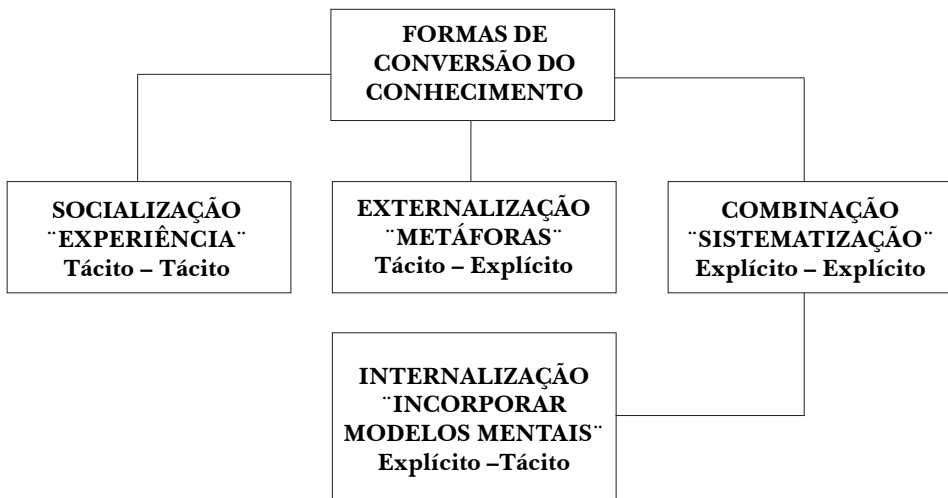 FORMAS DE
CONVERSÃO DO
CONHECIMENTO
SOCIALIZAÇÃO
¨EXPERIÊNCIA¨
Tácito – Tácito
EXTERNALIZAÇÃO
¨METÁFORAS¨
Tácito – Explícito
COMBINAÇÃO
¨SISTEMATIZAÇÃO¨
Explícito – Explícito
INTERNALIZAÇÃO
¨INCORPORAR
MODELOS MENTAIS¨
Explícito –Tácito